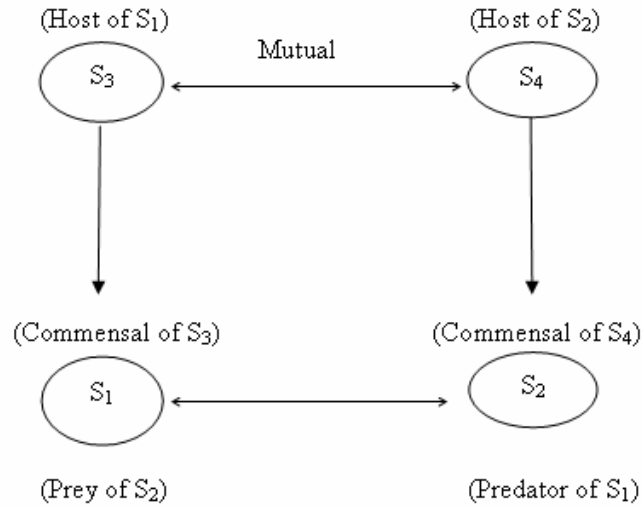 (Host of S₁) (Host of S₂)
Mutual
S₃ S₄
(Commensal of S₃) (Commensal of S₄)
S₁ S₂
(Prey of S₂) (Predator of S₁)